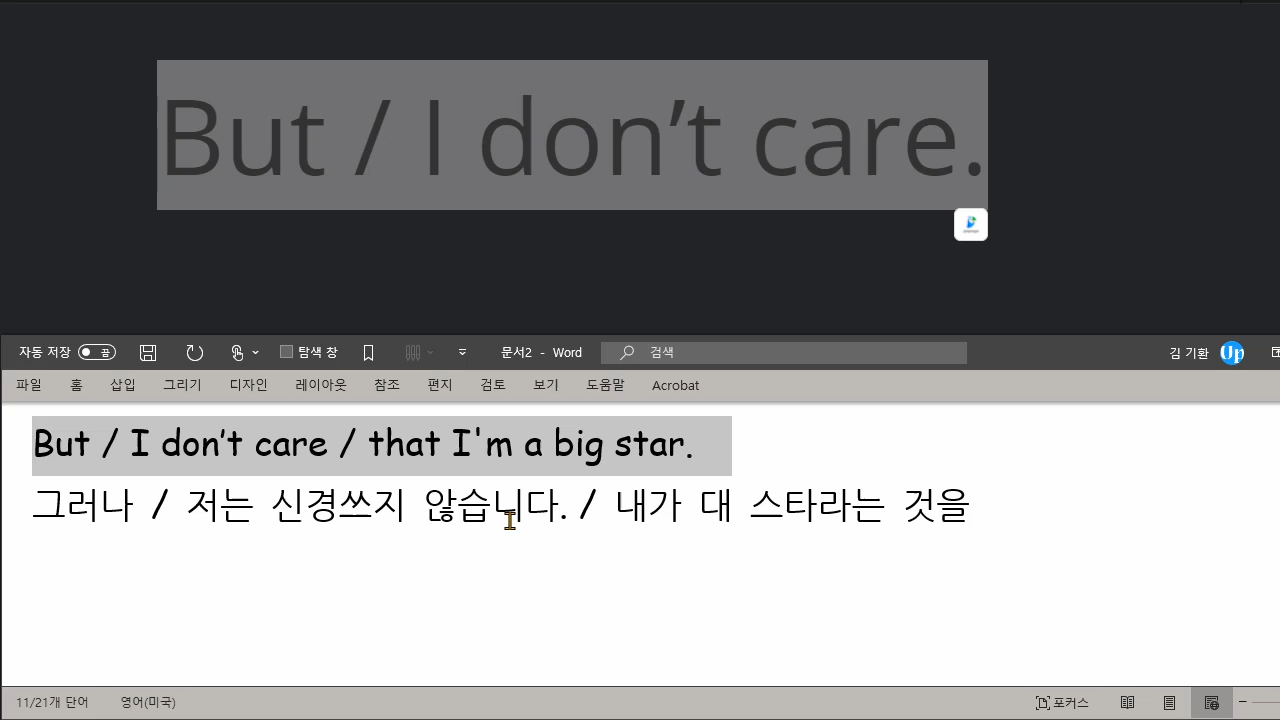 But / I don’t care.
자동 저장 끔 탐색 창 문서2 - Word 검색 김 기환 Up
파일 홈 삽입 그리기 디자인 레이아웃 참조 편지 검토 보기 도움말 Acrobat
But / I don’t care / that I'm a big star.
그러나 / 저는 신경쓰지 않습니다. / 내가 대 스타라는 것을
11/21개 단어 영어(미국) 포커스